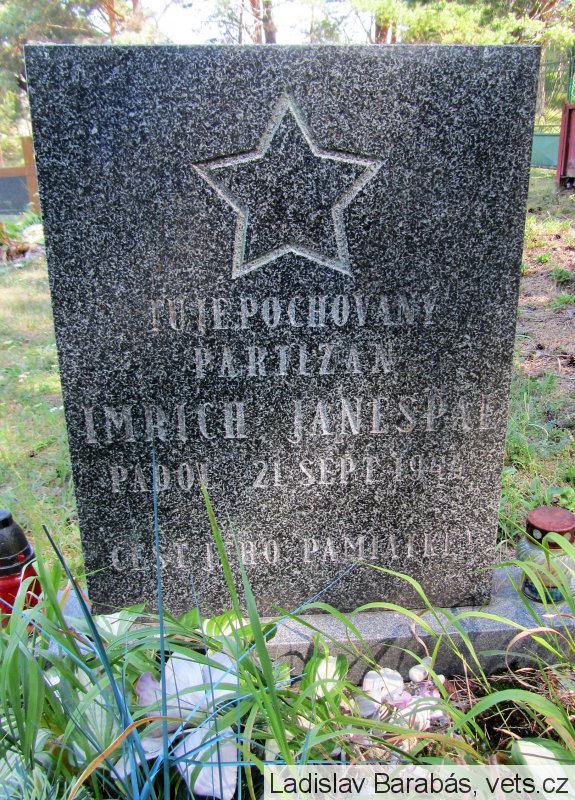 TU JE POCHOVANÝ
PARTIZÁN
IMRICH JANEŠPÁL
PADOL 21 SEPT. 1944
ČESŤ JEHO PAMIATKE!
Ladislav Barabás, vets.cz